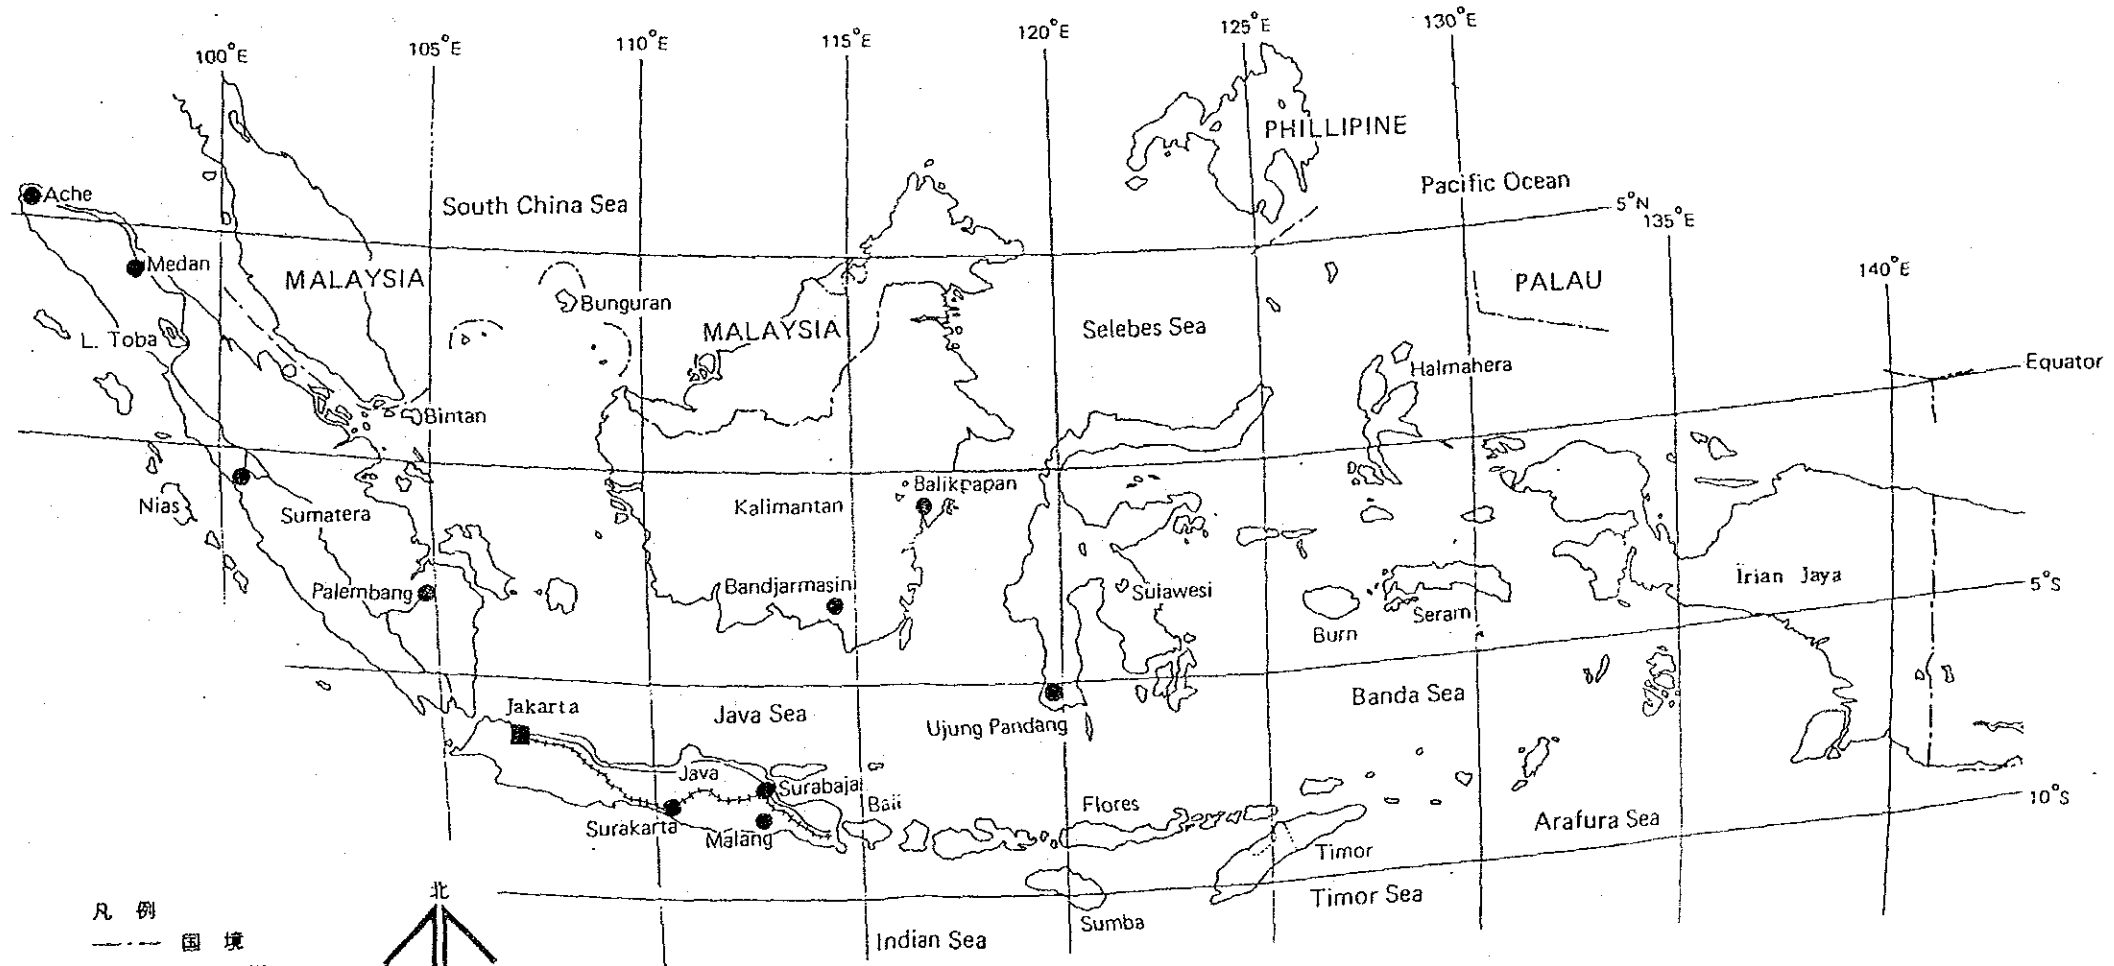 100°E
105°E
110°E
115°E
120°E
125°E
130°E
PHILLIPINE
Pacific Ocean
Ache
South China Sea
5°N
135°E
Medan
MALAYSIA
140°E
PALAU
Bunguran
MALAYSIA
Selebes Sea
L. Toba
Halmahera
Equator
Bintan
Nias
Sumatera
Kalimantan
Balikpapan
Palembang
Bandjarmasin
Sulawesi
Irian Jaya
5°S
Burn
Seram
Jakarta
Java Sea
Ujung Pandang
Banda Sea
Java
Surabaja
Bali
Flores
10°S
Surakarta
Malang
Arafura Sea
Timor
Timor Sea
Sumba
Indian Sea
北
凡 例
国 境